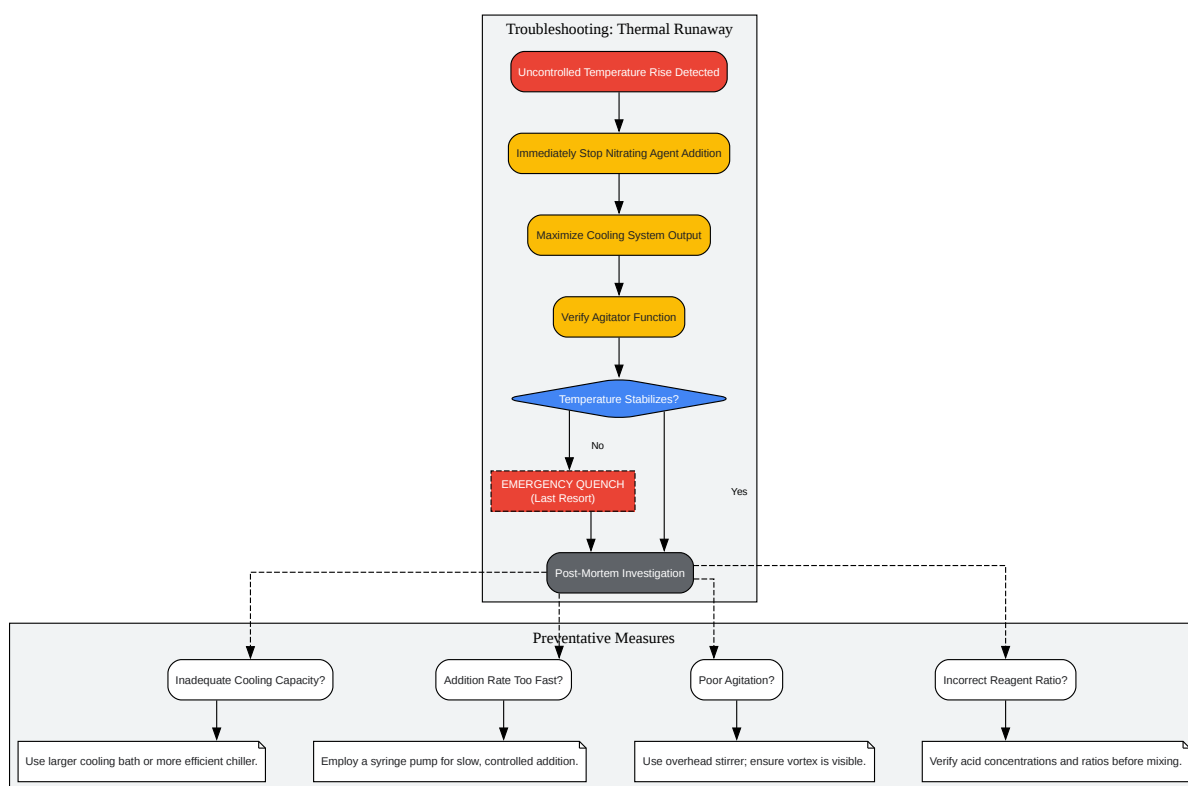 Troubleshooting: Thermal Runaway
Uncontrolled Temperature Rise Detected
Immediately Stop Nitrating Agent Addition
Maximize Cooling System Output
Verify Agitator Function
Temperature Stabilizes?
No
EMERGENCY QUENCH
(Last Resort)
Yes
Post-Mortem Investigation
Preventative Measures
Inadequate Cooling Capacity?
Addition Rate Too Fast?
Poor Agitation?
Incorrect Reagent Ratio?
Use larger cooling bath or more efficient chiller.
Employ a syringe pump for slow, controlled addition.
Use overhead stirrer; ensure vortex is visible.
Verify acid concentrations and ratios before mixing.